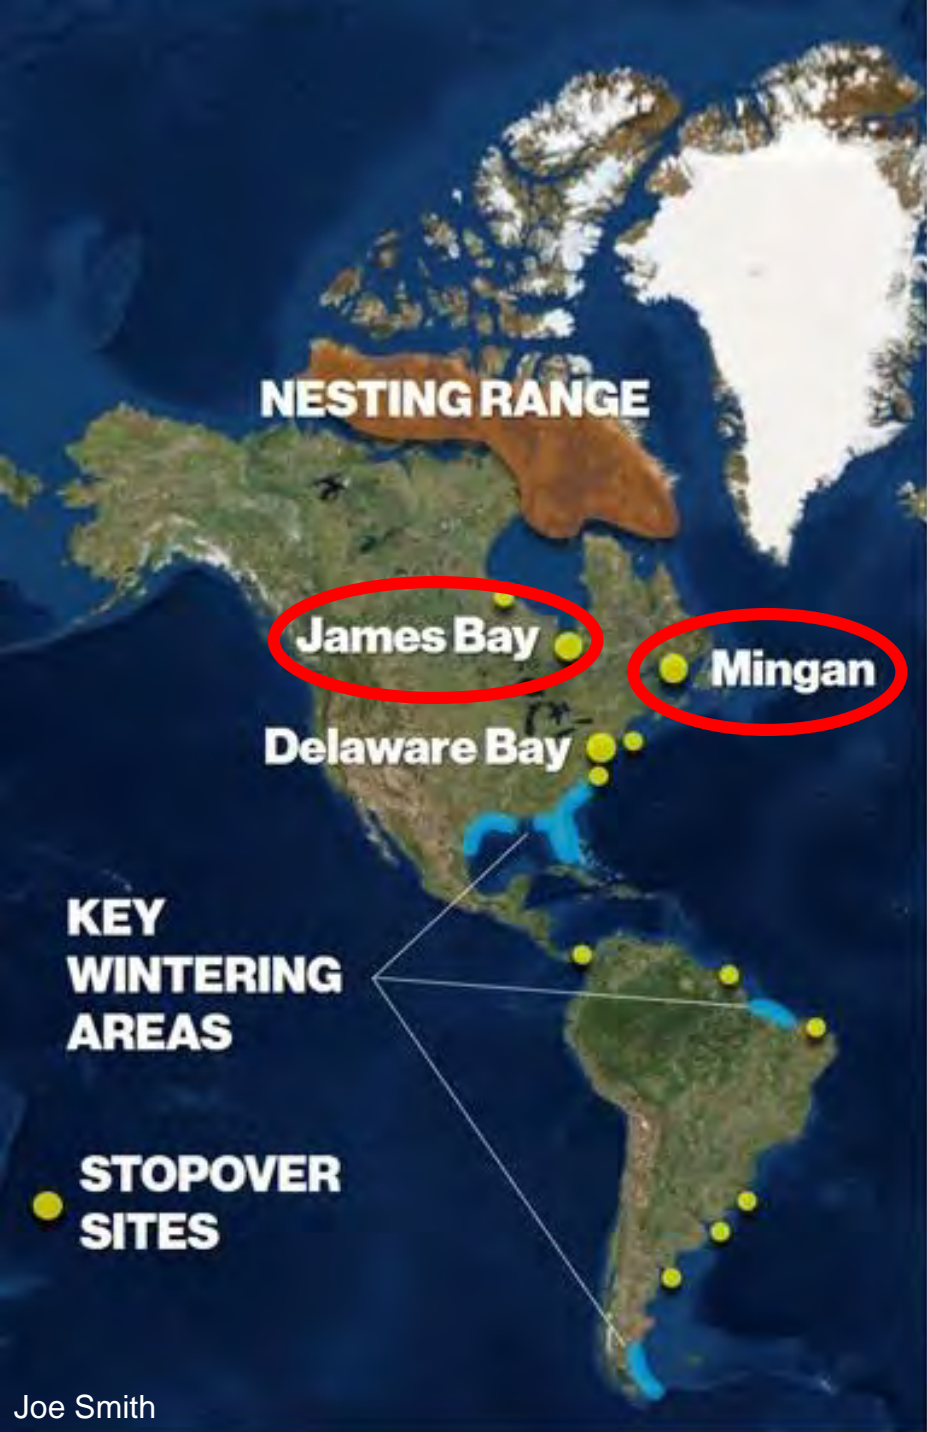 NESTING RANGE
James Bay
Mingan
Delaware Bay
KEY
WINTERING
AREAS
STOPOVER
SITES
Joe Smith